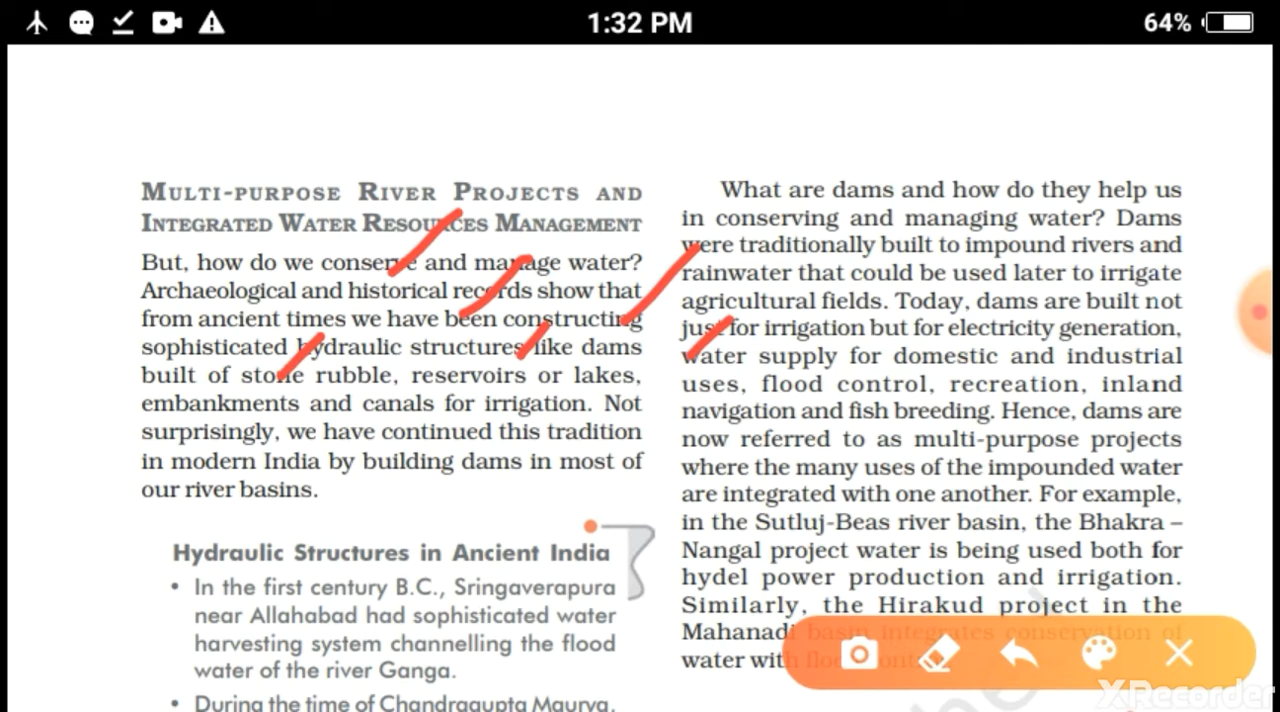 1:32 PM
64%
MULTI-PURPOSE RIVER PROJECTS AND
INTEGRATED WATER RESOURCES MANAGEMENT
But, how do we conserve and manage water?
Archaeological and historical records show that
from ancient times we have been constructing
sophisticated hydraulic structures like dams
built of stone rubble, reservoirs or lakes,
embankments and canals for irrigation. Not
surprisingly, we have continued this tradition
in modern India by building dams in most of
our river basins.
Hydraulic Structures in Ancient India
• In the first century B.C., Sringaverapura
near Allahabad had sophisticated water
harvesting system channelling the flood
water of the river Ganga.
• During the time of Chandragupta Maurya,
What are dams and how do they help us
in conserving and managing water? Dams
were traditionally built to impound rivers and
rainwater that could be used later to irrigate
agricultural fields. Today, dams are built not
just for irrigation but for electricity generation,
water supply for domestic and industrial
uses, flood control, recreation, inland
navigation and fish breeding. Hence, dams are
now referred to as multi-purpose projects
where the many uses of the impounded water
are integrated with one another. For example,
in the Sutluj-Beas river basin, the Bhakra –
Nangal project water is being used both for
hydel power production and irrigation.
Similarly, the Hirakud project in the
Mahanadi basin integrates conservation of
water with
XRecorder